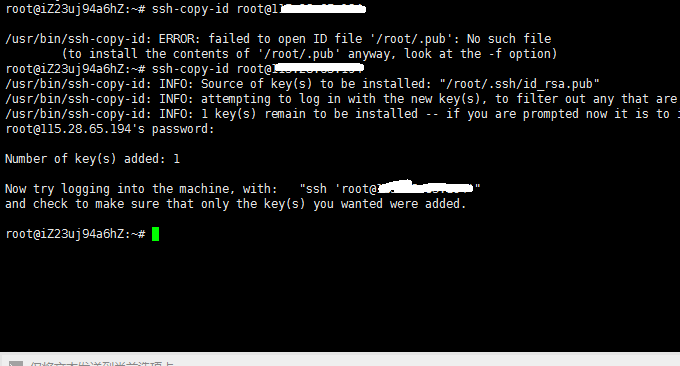 root@iZ23uj94a6hZ:~# ssh-copy-id root@1
/usr/bin/ssh-copy-id: ERROR: failed to open ID file '/root/.pub': No such file
(to install the contents of '/root/.pub' anyway, look at the -f option)
root@iZ23uj94a6hZ:~# ssh-copy-id root@
/usr/bin/ssh-copy-id: INFO: Source of key(s) to be installed: "/root/.ssh/id_rsa.pub"
/usr/bin/ssh-copy-id: INFO: attempting to log in with the new key(s), to filter out any that are
/usr/bin/ssh-copy-id: INFO: 1 key(s) remain to be installed -- if you are prompted now it is to i
root@115.28.65.194's password:
Number of key(s) added: 1
Now try logging into the machine, with: "ssh 'root@ "
and check to make sure that only the key(s) you wanted were added.
root@iZ23uj94a6hZ:~#